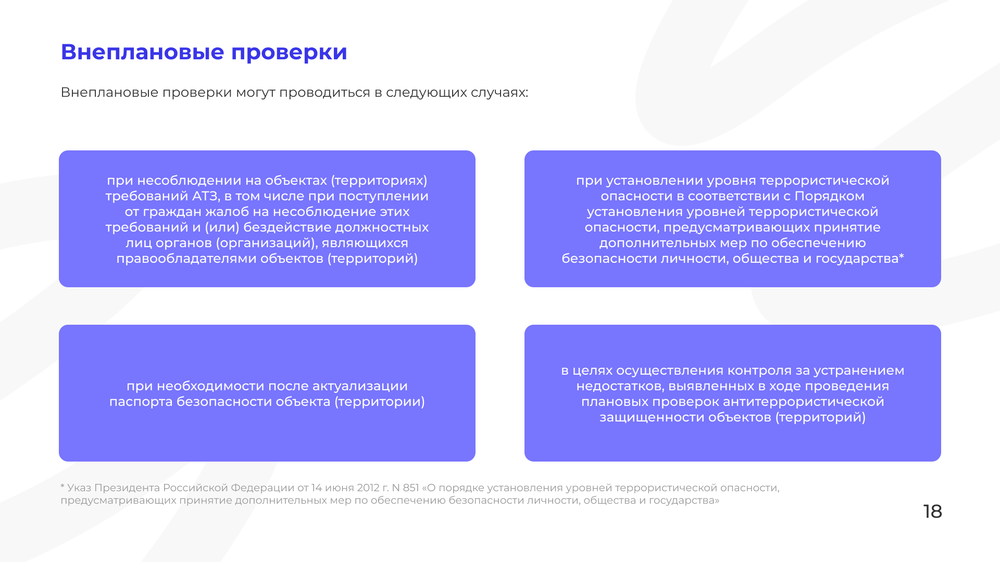 Внеплановые проверки
Внеплановые проверки могут проводиться в следующих случаях:
при несоблюдении на объектах (территориях)
требований АТЗ, в том числе при поступлении
от граждан жалоб на несоблюдение этих
требований и (или) бездействие должностных
лиц органов (организаций), являющихся
правообладателями объектов (территорий)
при установлении уровня террористической
опасности в соответствии с Порядком
установления уровней террористической
опасности, предусматривающих принятие
дополнительных мер по обеспечению
безопасности личности, общества и государства*
при необходимости после актуализации
паспорта безопасности объекта (территории)
в целях осуществления контроля за устранением
недостатков, выявленных в ходе проведения
плановых проверок антитеррористической
защищенности объектов (территорий)
* Указ Президента Российской Федерации от 14 июня 2012 г. N 851 «О порядке установления уровней террористической опасности,
предусматривающих принятие дополнительных мер по обеспечению безопасности личности, общества и государства»
18